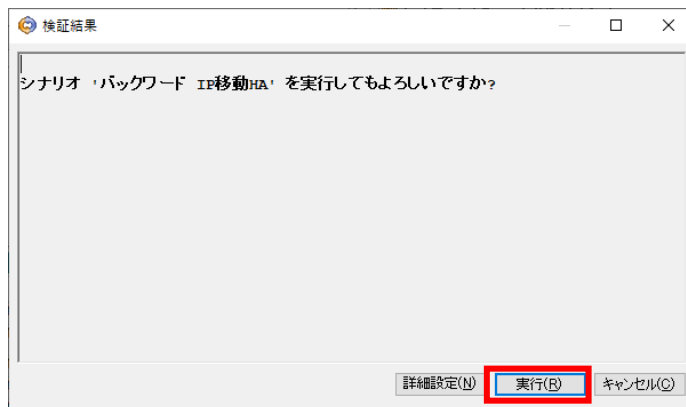 検証結果
シナリオ 'バックワード IP移動HA' を実行してもよろしいですか?
詳細設定(N) 実行(R) キャンセル(C)